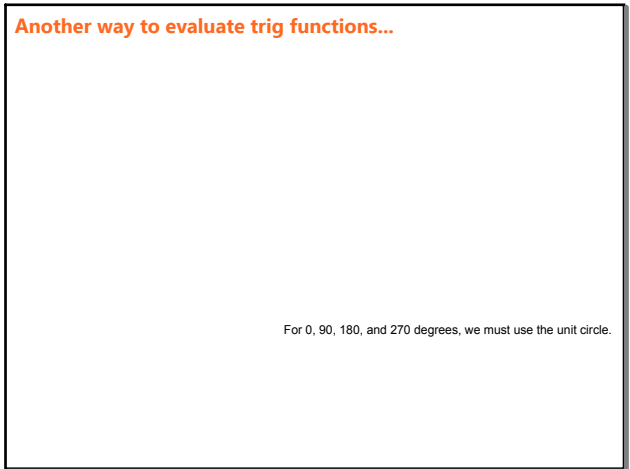 Another way to evaluate trig functions...
For 0, 90, 180, and 270 degrees, we must use the unit circle.